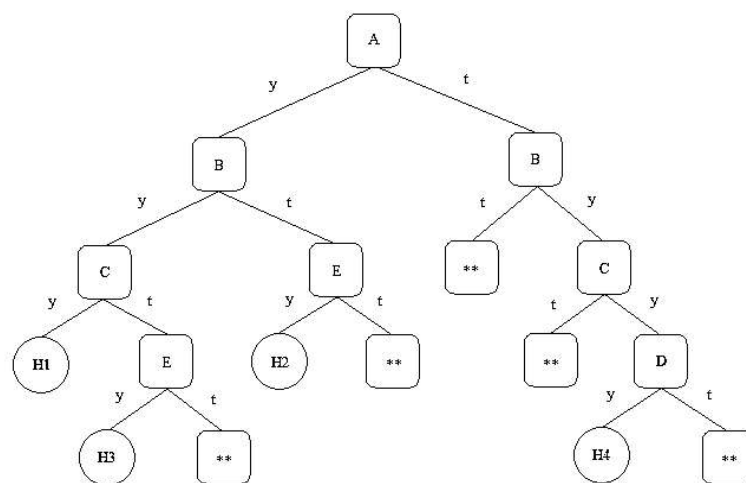 A
y t
B B
y t t y
C E ** C
y t y t t y
H1 E H2 ** ** D
y t y t
H3 ** H4 **